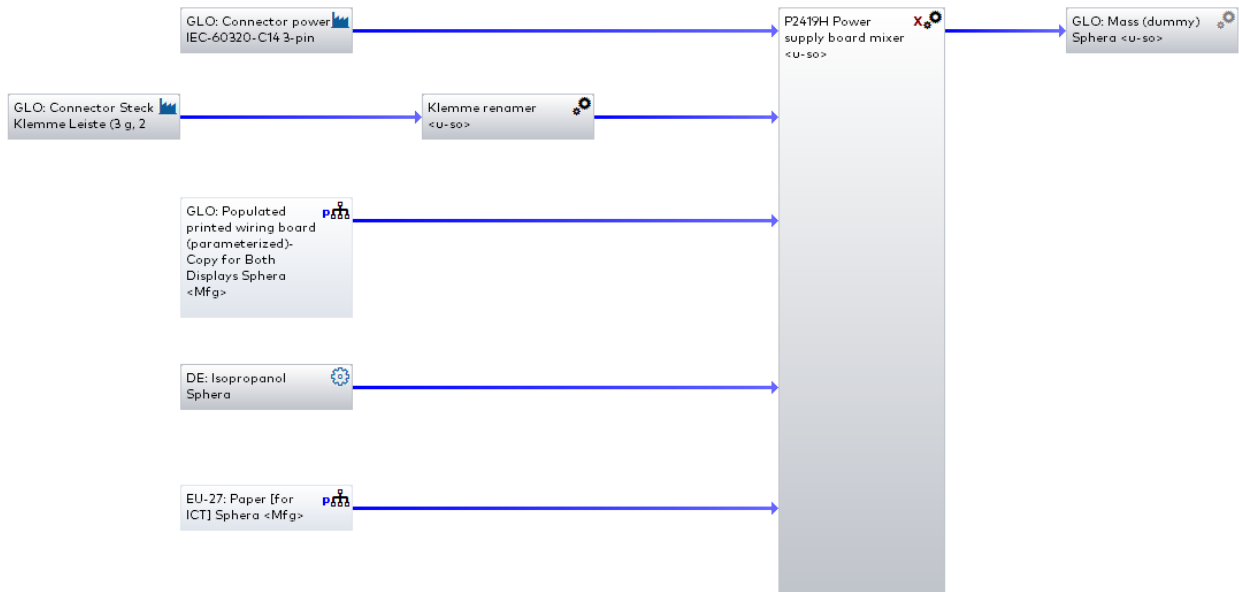 GLO: Connector power
IEC-60320-C14 3-pin
P2419H Power
supply board mixer
<u-so>
X
GLO: Mass (dummy)
Sphera <u-so>
GLO: Connector Steck
Klemme Leiste (3 g, 2
Klemme renamer
<u-so>
GLO: Populated
printed wiring board
(parameterized)-
Copy for Both
Displays Sphera
<Mfg>
p
DE: Isopropanol
Sphera
EU-27: Paper [for
ICT] Sphera <Mfg>
p